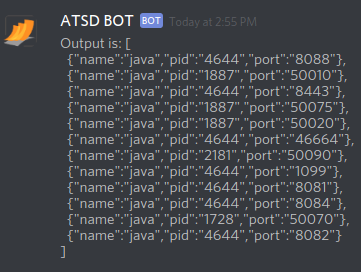 ATSD BOT BOT Today at 2:55 PM
Output is: [
{"name":"java","pid":"4644","port":"8088"},
{"name":"java","pid":"1887","port":"50010"},
{"name":"java","pid":"4644","port":"8443"},
{"name":"java","pid":"1887","port":"50075"},
{"name":"java","pid":"1887","port":"50020"},
{"name":"java","pid":"4644","port":"46664"},
{"name":"java","pid":"2181","port":"50090"},
{"name":"java","pid":"4644","port":"1099"},
{"name":"java","pid":"4644","port":"8081"},
{"name":"java","pid":"4644","port":"8084"},
{"name":"java","pid":"1728","port":"50070"},
{"name":"java","pid":"4644","port":"8082"}
]